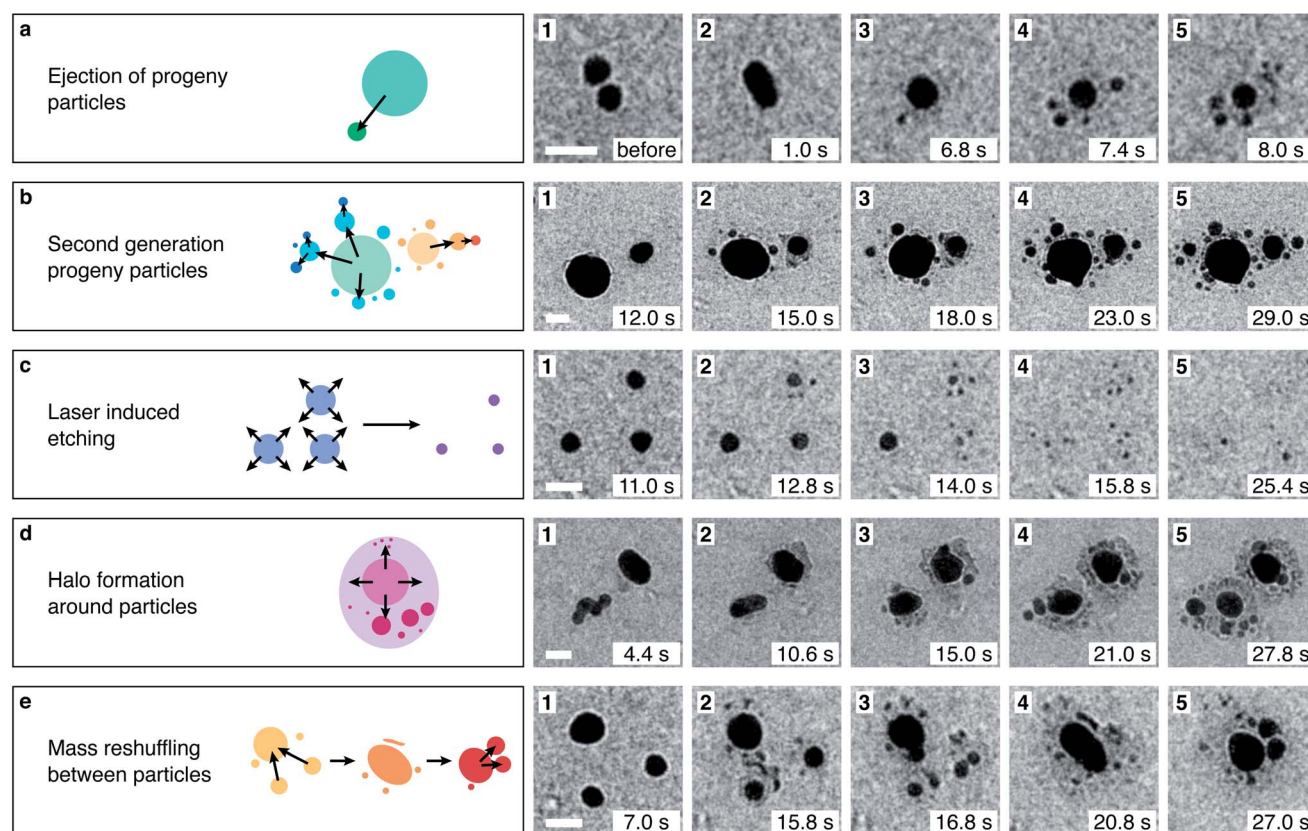 a
Ejection of progeny
particles
1
before
2
1.0 s
3
6.8 s
4
7.4 s
5
8.0 s
b
Second generation
progeny particles
1
12.0 s
2
15.0 s
3
18.0 s
4
23.0 s
5
29.0 s
c
Laser induced
etching
1
11.0 s
2
12.8 s
3
14.0 s
4
15.8 s
5
25.4 s
d
Halo formation
around particles
1
4.4 s
2
10.6 s
3
15.0 s
4
21.0 s
5
27.8 s
e
Mass reshuffling
between particles
1
7.0 s
2
15.8 s
3
16.8 s
4
20.8 s
5
27.0 s